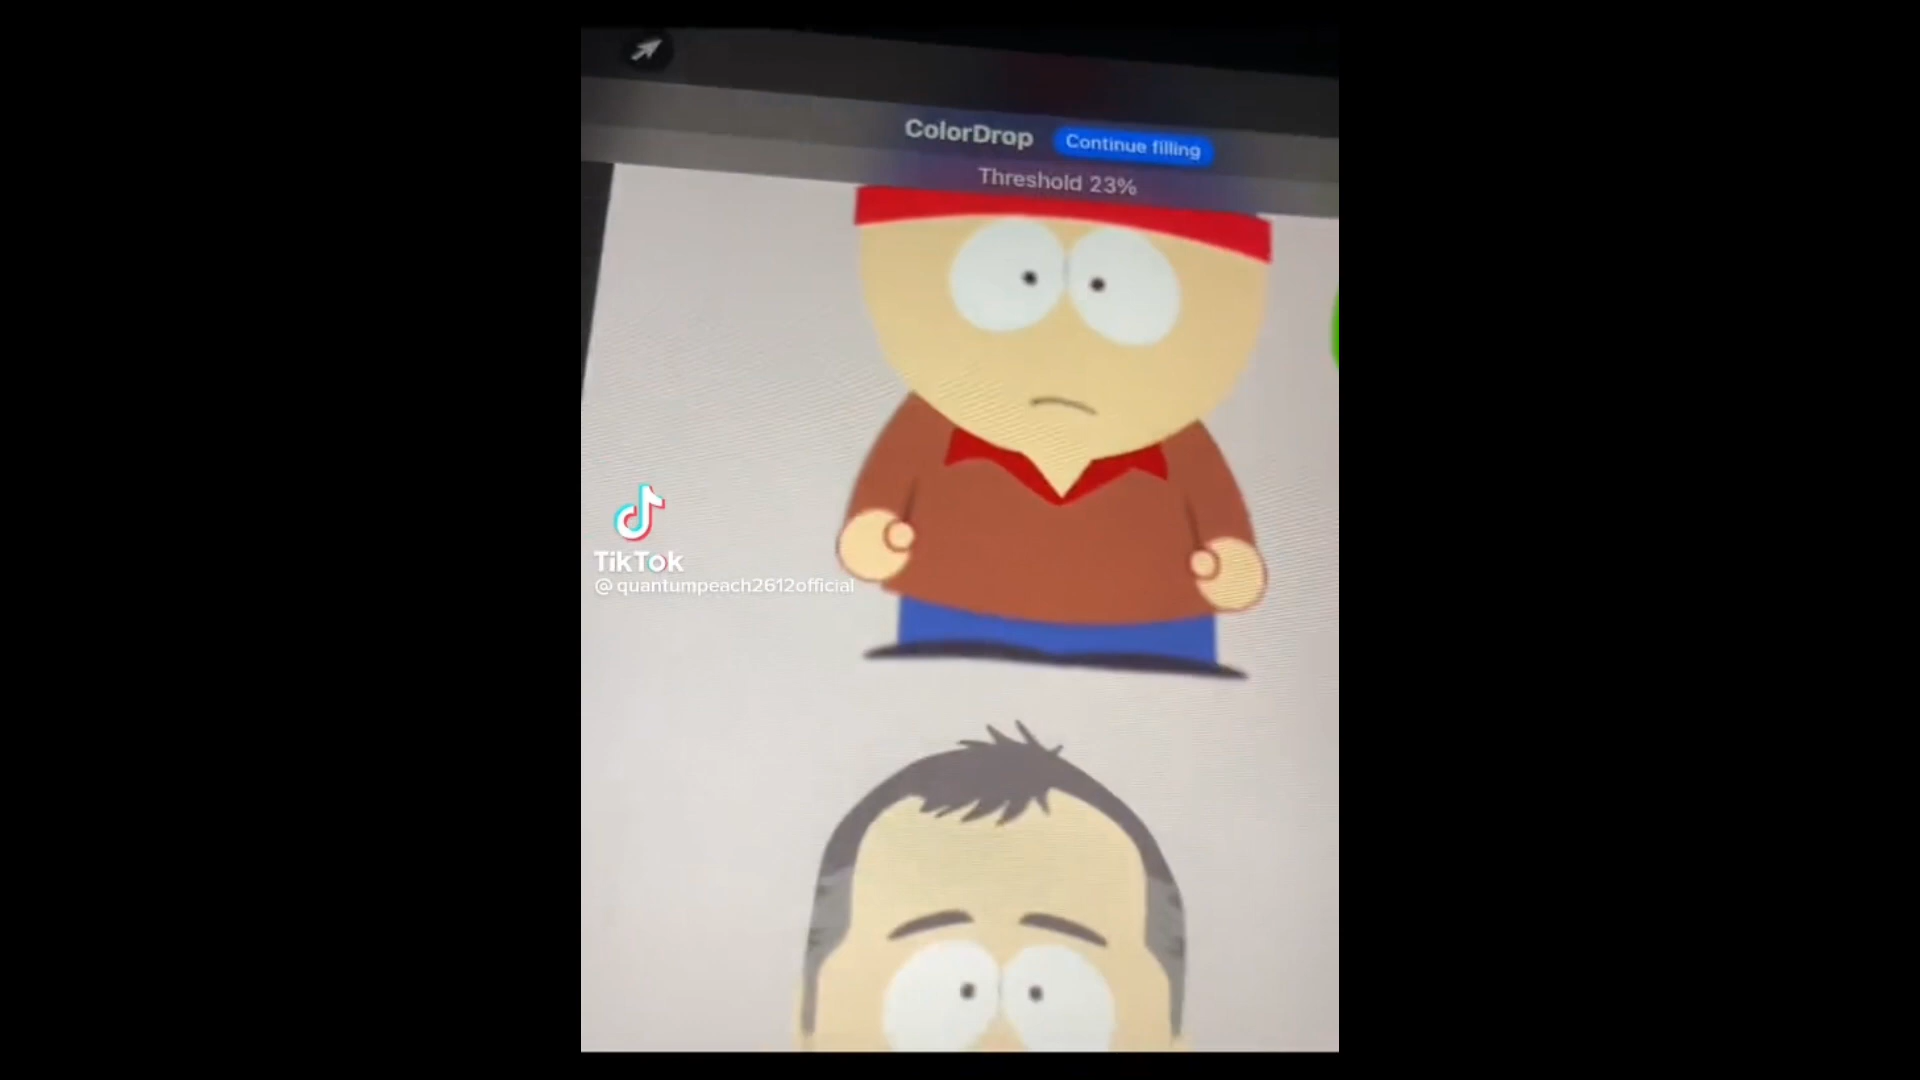 ColorDrop Continue filling
Threshold 23%
TikTok
@quantumpeach2612official